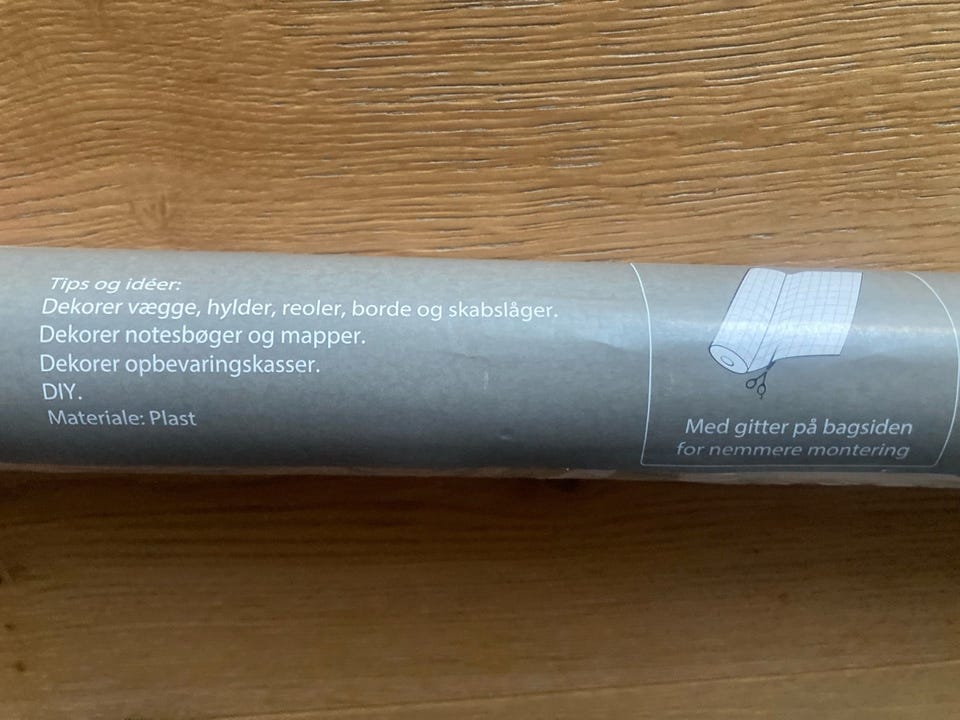 Tips og idéer:
Dekorer vægge, hylder, reoler, borde og skabslåger.
Dekorer notesbøger og mapper.
Dekorer opbevaringskasser.
DIY.
Materiale: Plast
Med gitter på bagsiden
for nemmere montering